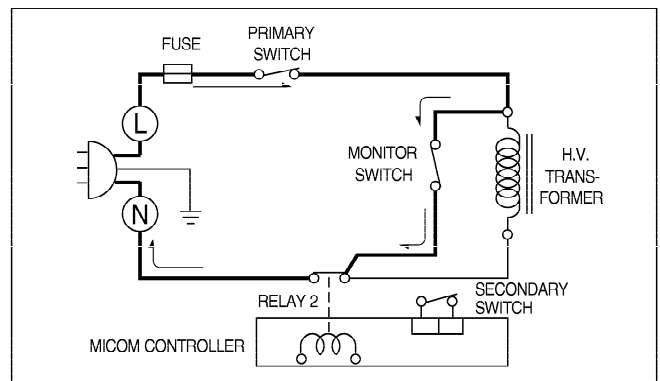 FUSE
PRIMARY
SWITCH
L
MONITOR
SWITCH
H.V.
TRANS-
FORMER
N
RELAY 2
SECONDARY
SWITCH
MICOM CONTROLLER